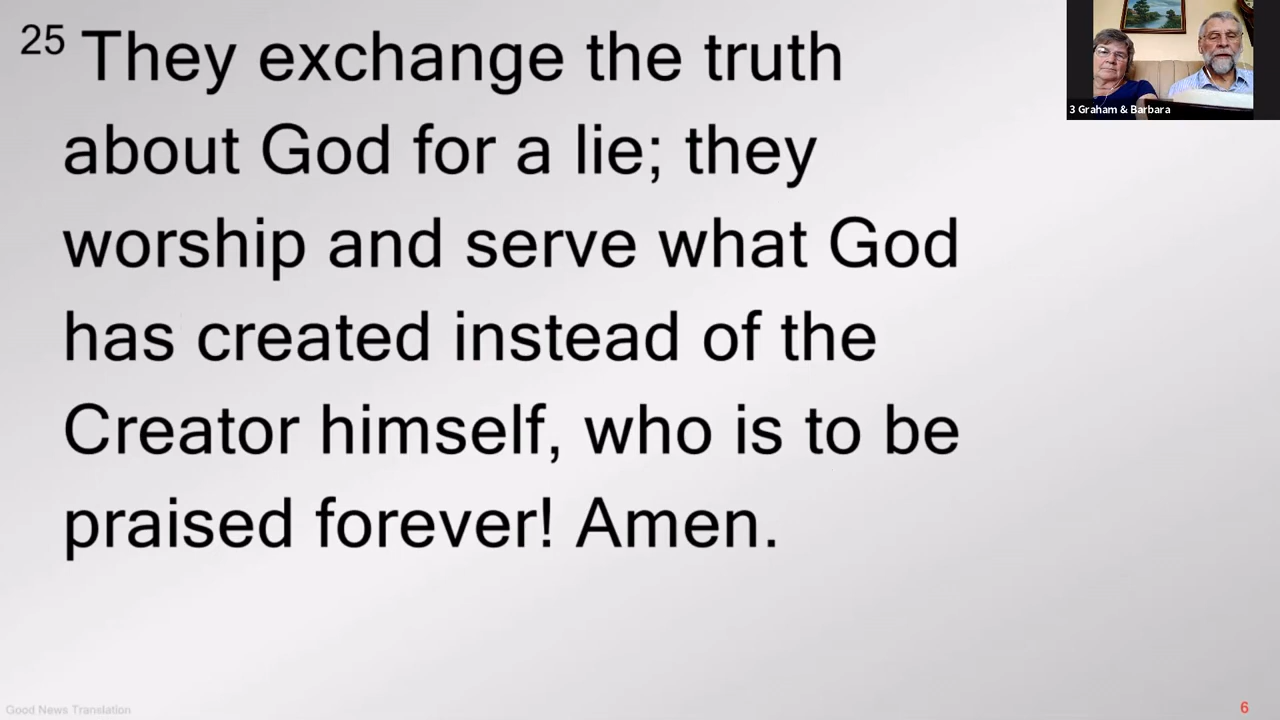 25 They exchange the truth
about God for a lie; they
worship and serve what God
has created instead of the
Creator himself, who is to be
praised forever! Amen.
3 Graham & Barbara
Good News Translation
6